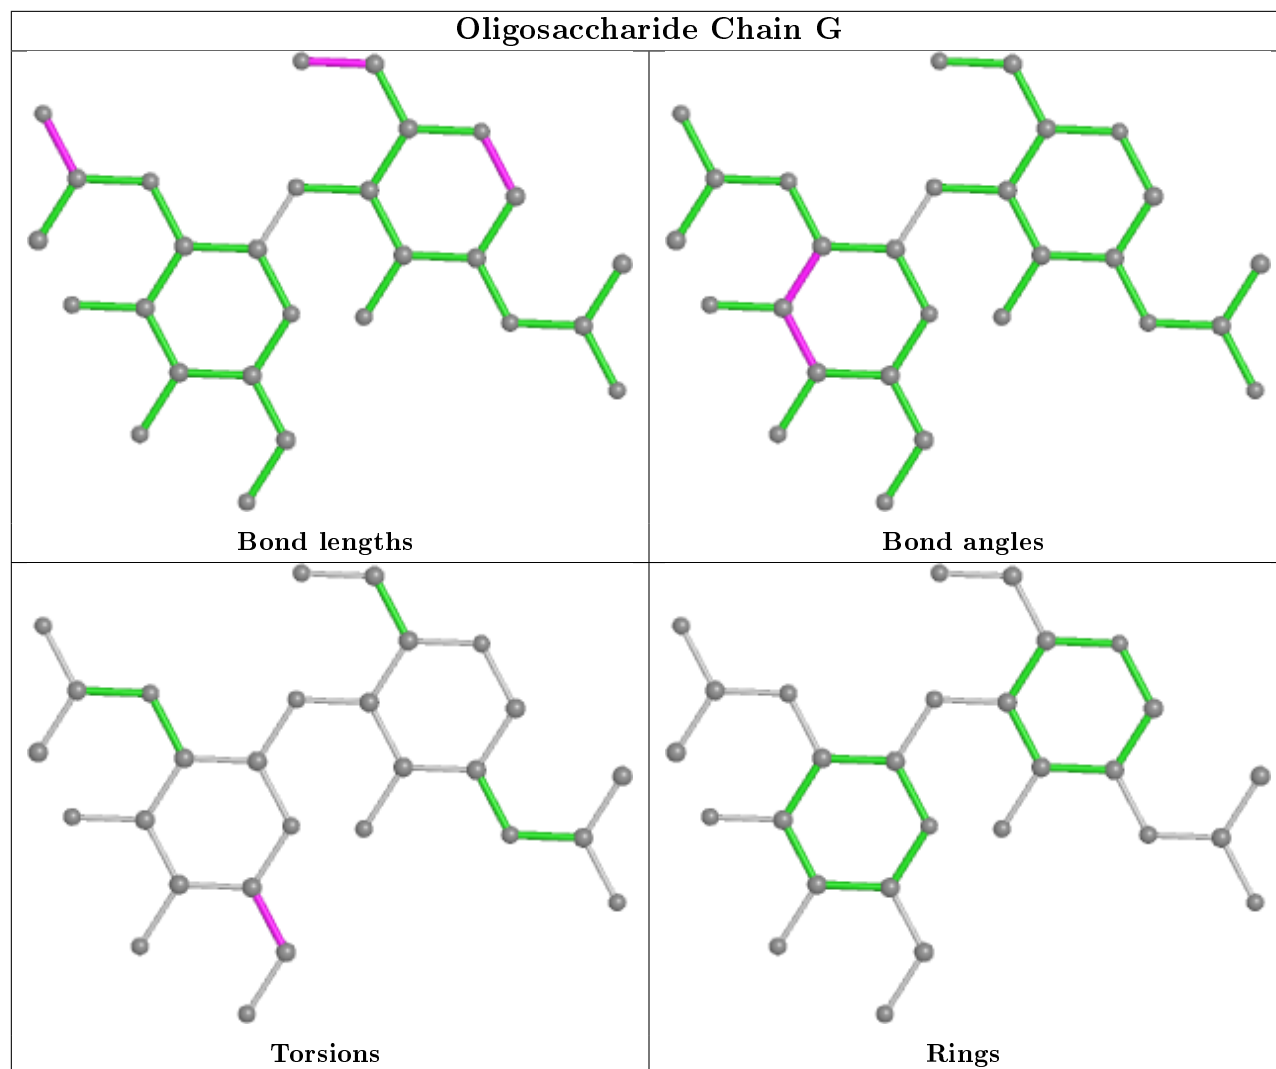 Oligosaccharide Chain G
Bond lengths
Bond angles
Torsions
Rings